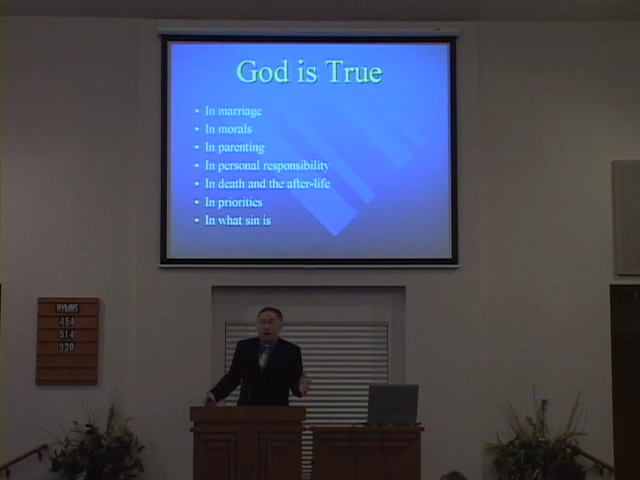 God is True
• In marriage
• In morals
• In parenting
• In personal responsibility
• In death and the after-life
• In priorities
• In what sin is
HYMNS
454
514
320